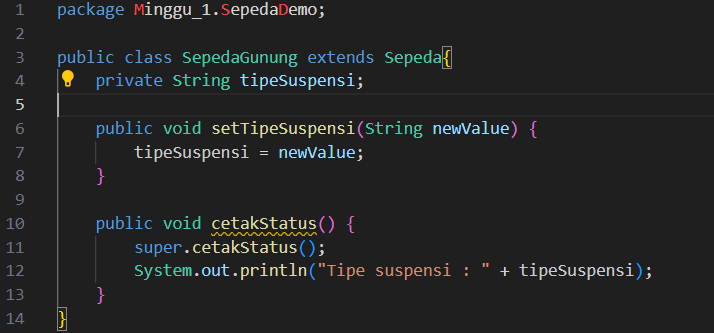 1 package Minggu_1.SepedaDemo;
2
3 public class SepedaGunung extends Sepeda{
4     private String tipeSuspensi;
5
6     public void setTipeSuspensi(String newValue) {
7         tipeSuspensi = newValue;
8     }
9
10     public void cetakStatus() {
11         super.cetakStatus();
12         System.out.println("Tipe suspensi : " + tipeSuspensi);
13     }
14 }